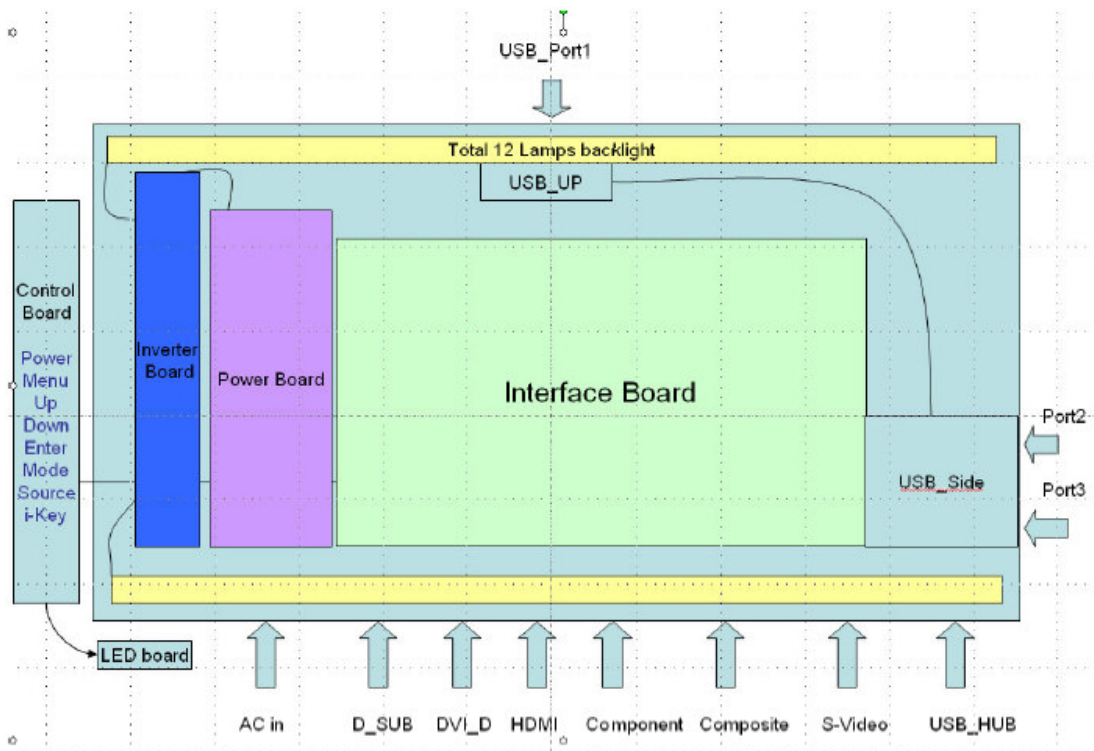 USB_Port1
Total 12 Lamps backlight
USB_UP
Control
Board
Power
Menu
Up
Down
Enter
Mode
Source
i-Key
Inverter
Board
Power Board
Interface Board
Port2
USB_Side
Port3
LED board
AC in
D_SUB
DVI_D
HDMI
Component
Composite
S-Video
USB_HUB